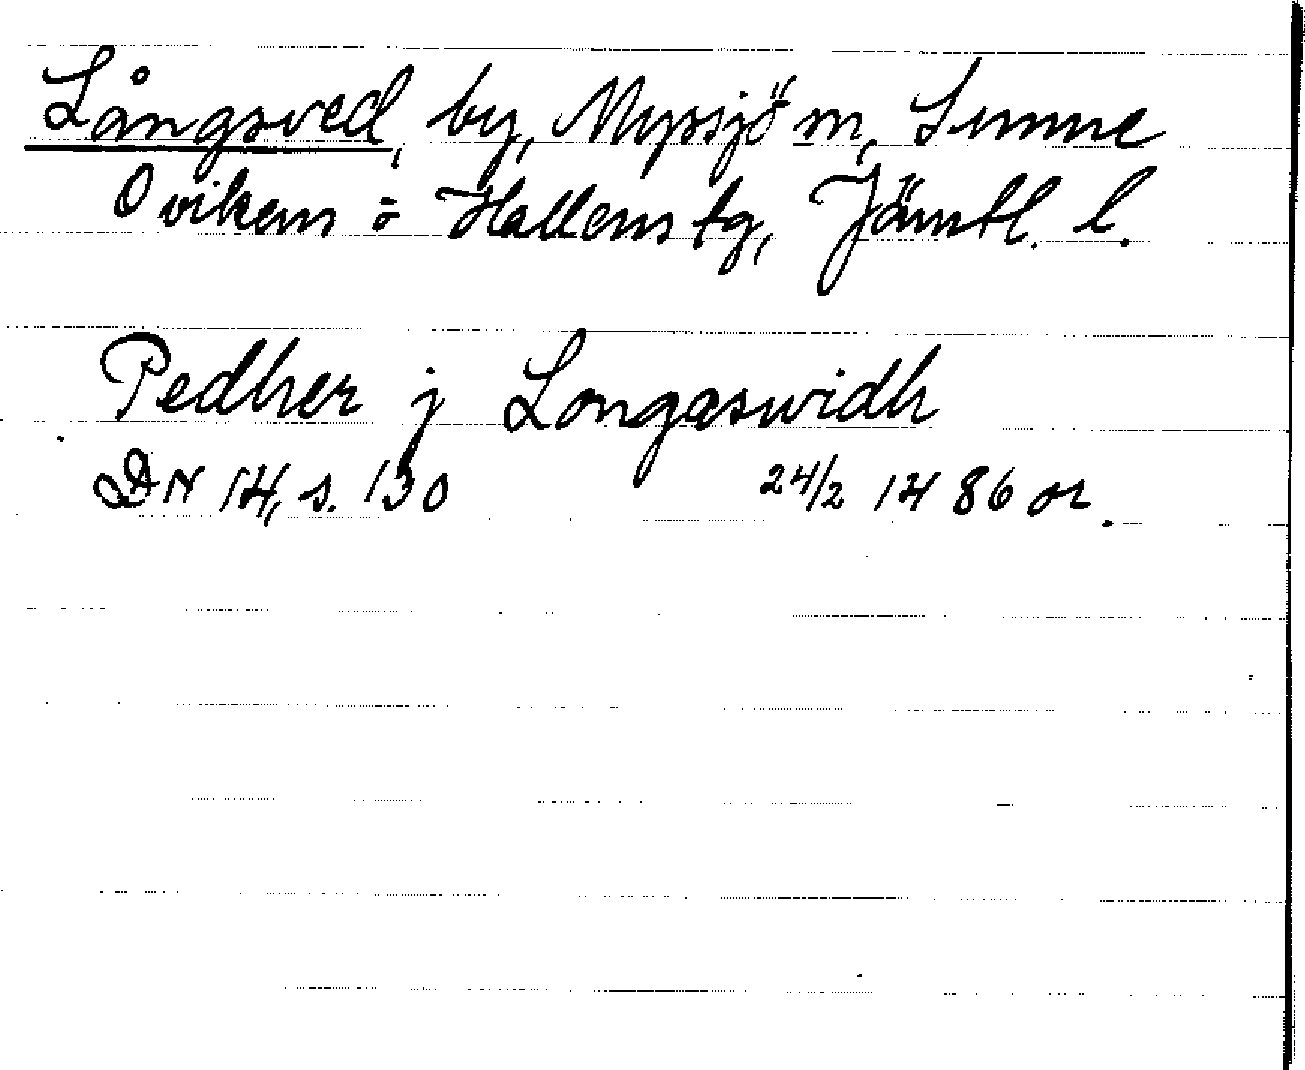 Långsved, by, Myssjö sn, Sunne
Oviken o Hallens tg, Jämtl. l.
Pedher j Longaswidh
DN 14, s. 130 24/2 1486 or.